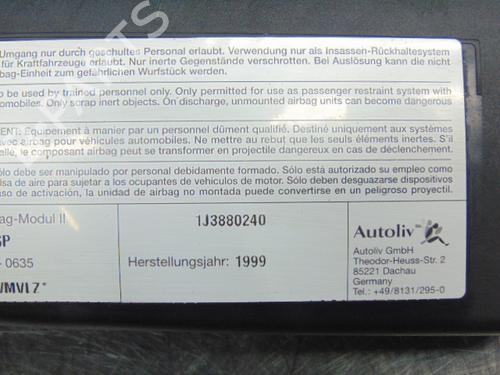 Umgang nur durch geschultes Personal erlaubt. Verwendung nur als Insassen-Rückhaltesystem
für Kraftfahrzeuge erlaubt. Nur inerte Gegenstände verschrotten. Bei Auslösung kann die nicht
bag-Einheit zum gefährlichen Wurfstück werden.
be used by trained personnel only. Only permitted for use as passenger restraint system with
tomobiles. Only scrap inert objects. On discharge, unmounted airbag units can become dangerous
ENT: Equipement à manier par un personnel dûment qualifié. Destiné uniquement aux systèmes
avec airbag pour véhicules automobiles. Ne mettre au rebut que les seuls éléments inertes. S'il
allé, le composant airbag peut se transformer en projectile dangereux en cas de déclenchement.
Sólo debe ser manipulado por personal debidamente formado. Sólo está autorizado su empleo como
olsa de aire para sujetar a los ocupantes de vehículos de motor. Sólo deben desguazarse dispositivos
aso de activación, la unidad de airbag no montada puede convertirse en un peligroso proyectil.
ag-Modul II
1J3880240
SP
- 0635
Herstellungsjahr: 1999
Autoliv
Autoliv GmbH
Theodor-Heuss-Str. 2
85221 Dachau
Germany
Tel.: +49/8131/295-0